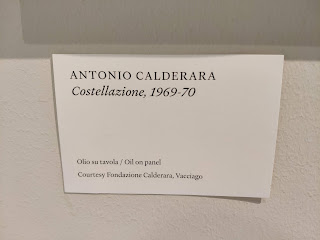 ANTONIO CALDERARA
Costellazione, 1969-70
Olio su tavola / Oil on panel
Courtesy Fondazione Calderara, Vacciago